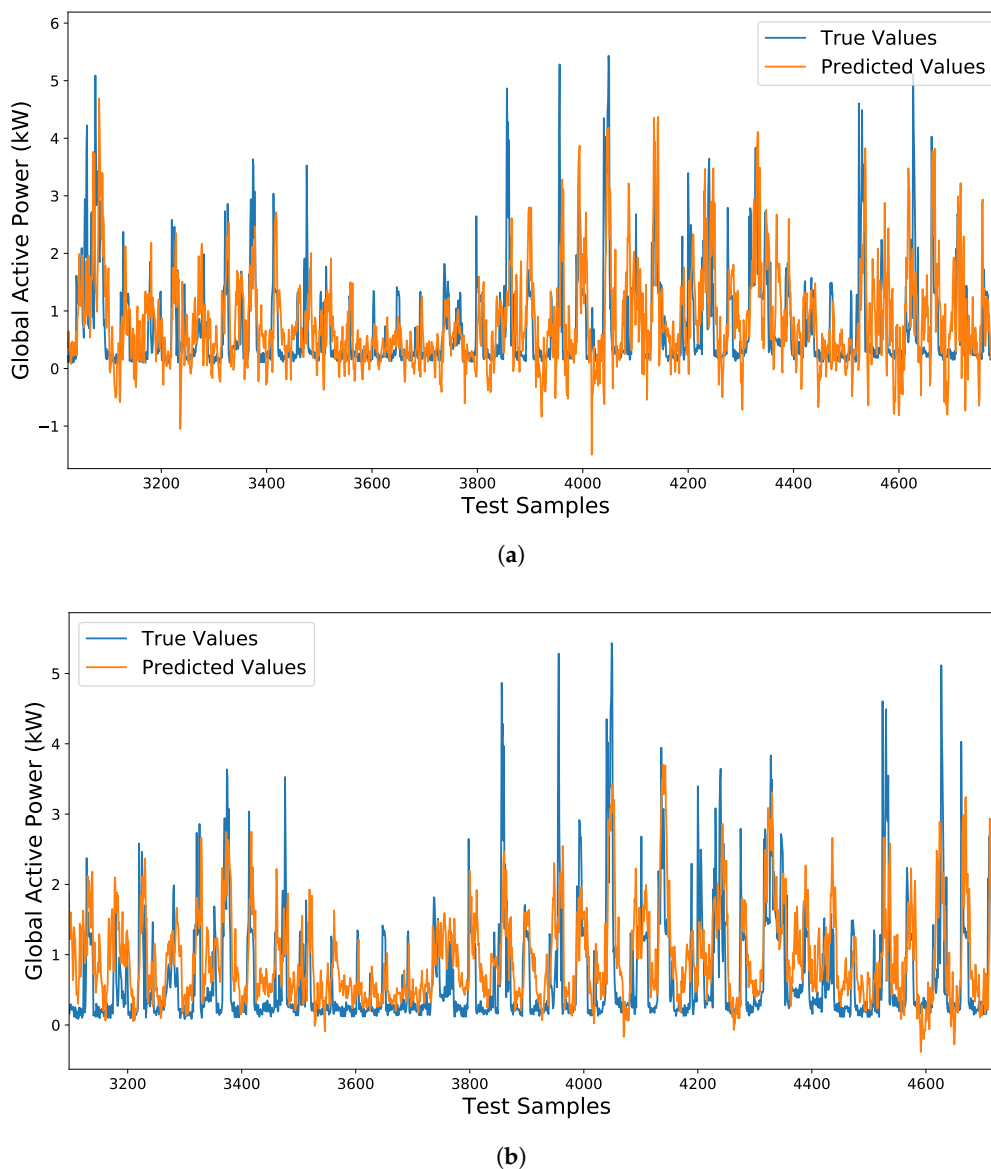 True Values
Predicted Values
6
5
4
3
2
1
0
−1
Global Active Power (kW)
3200 3400 3600 3800 4000 4200 4400 4600
Test Samples
(a)
True Values
Predicted Values
5
4
3
2
1
0
Global Active Power (kW)
3200 3400 3600 3800 4000 4200 4400 4600
Test Samples
(b)